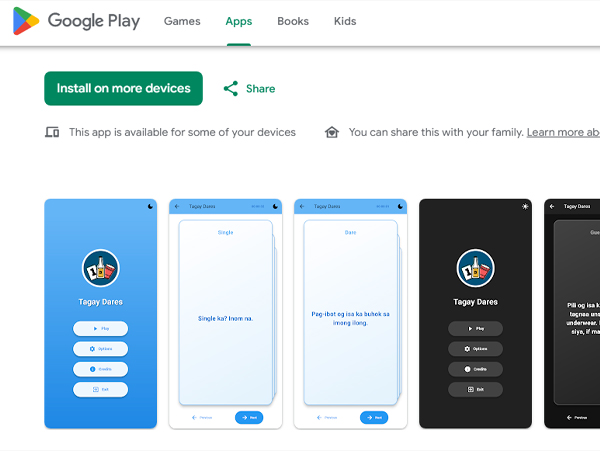 Google Play
Games
Apps
Books
Kids
Install on more devices
Share
This app is available for some of your devices
You can share this with your family. Learn more abo
Tagay Dares
Play
Options
Credits
Exit
Tagay Dares
Single
Single ka? Inom na.
Previous
Next
Tagay Dares
Dare
Pag-ibot og isa ka buhok sa
imong ilong.
Previous
Next
Tagay Dares
Play
Options
Credits
Exit
Tagay Dares
Pili og isa k
tagnaa uns
underwear.
siya, if ma
Previous